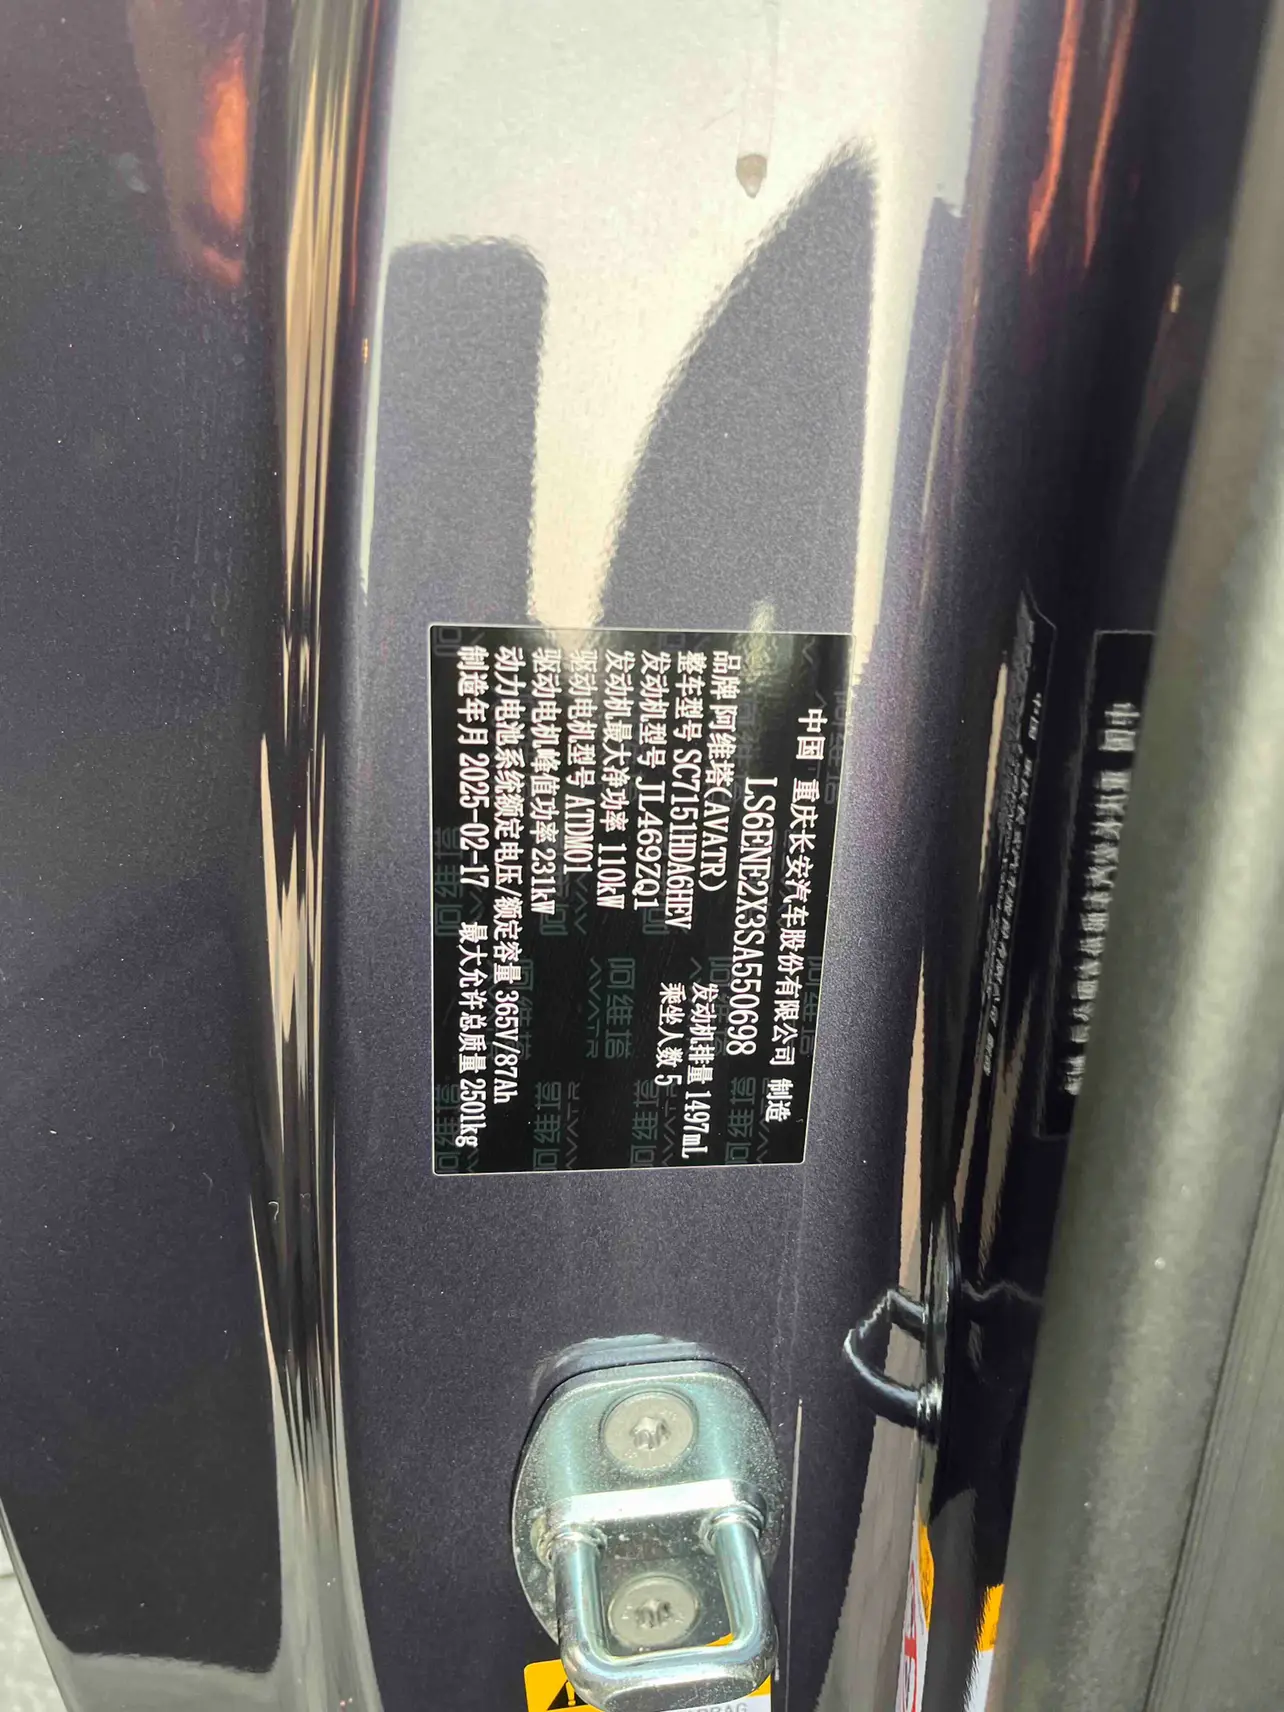 中国 重庆长安汽车股份有限公司 制造
LS6ENE2X3SA550698
品牌 阿维塔(AVATR) 发动机排量 1497mL
整车型号 SC7151HDA6HEV 乘坐人数 5
发动机型号 JL469ZQ1
发动机最大净功率 110kW
驱动电机型号 ATDM01
驱动电机峰值功率 231kW
动力电池系统额定电压/额定容量 365V/87Ah
制造年月 2025-02-17 最大允许总质量 2501kg
阿维塔
AVATR